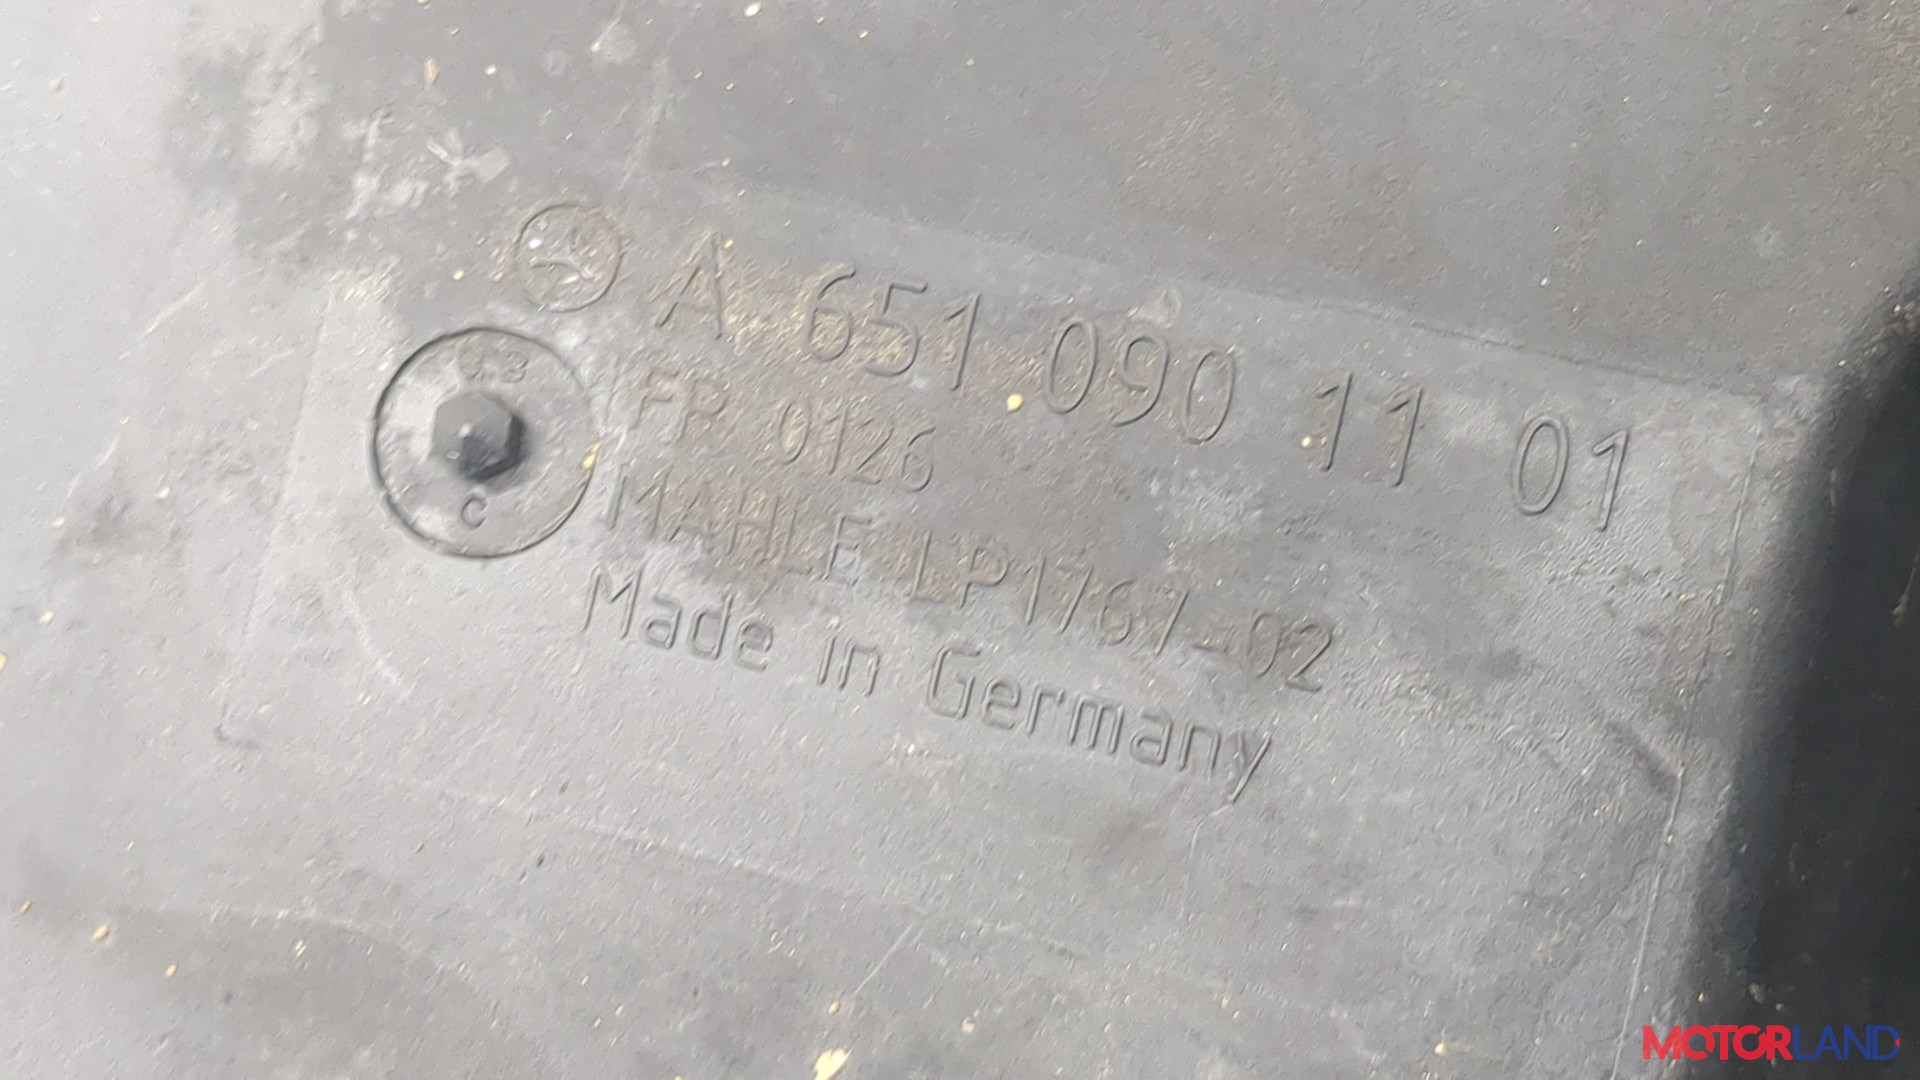 A 651 090 11 01
FP 0126
MAHLE LP1767-02
Made in Germany
C
MOTORLAND